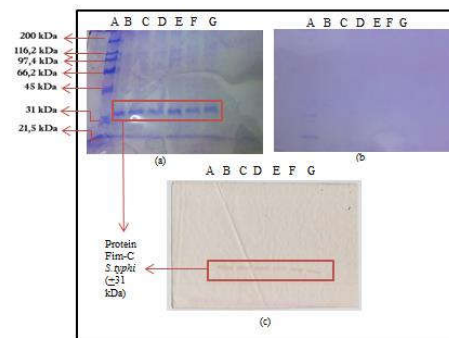 A B C D E F G
A B C D E F G
200 kDa
116,2 kDa
97,4 kDa
66,2 kDa
45 kDa
31 kDa
21,5 kDa
(a)
(b)
A B C D E F G
Protein
Fim-C
S.typhi
(±31
kDa)
(c)